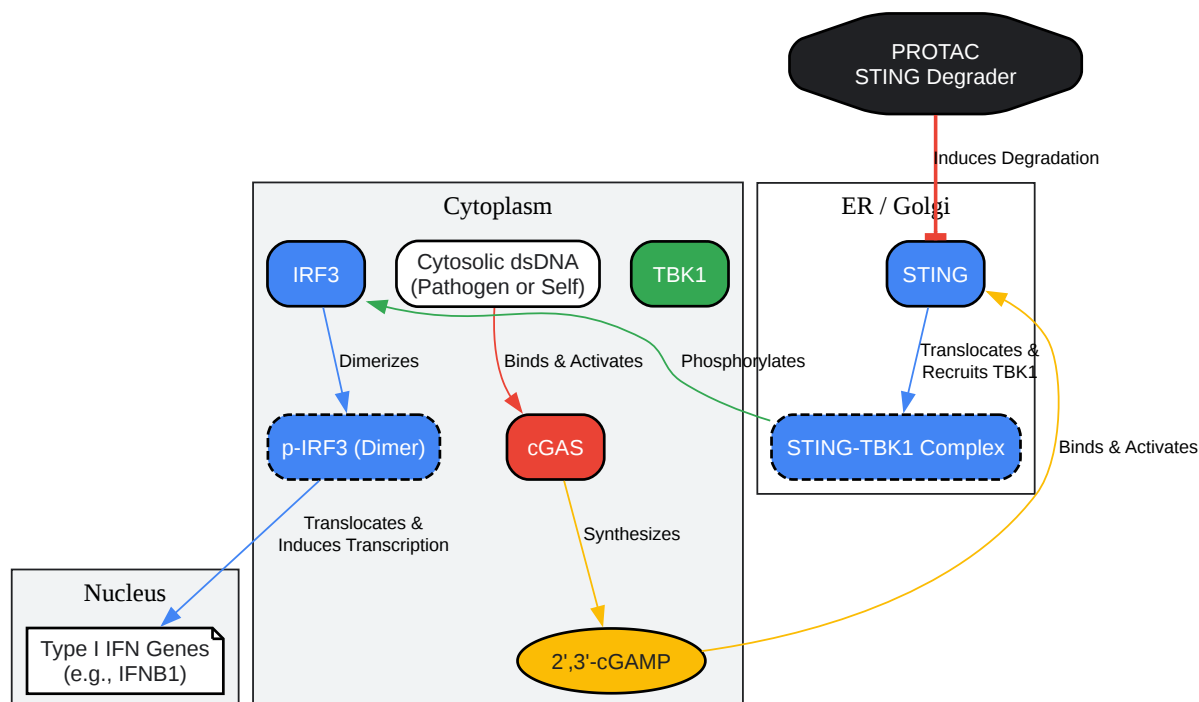 PROTAC
STING Degrader
Induces Degradation
Cytoplasm
ER / Golgi
IRF3
Cytosolic dsDNA
(Pathogen or Self)
TBK1
STING
Dimerizes
Binds & Activates
Phosphorylates
Translocates &
Recruits TBK1
p-IRF3 (Dimer)
cGAS
STING-TBK1 Complex
Binds & Activates
Translocates &
Induces Transcription
Synthesizes
Nucleus
Type I IFN Genes
(e.g., IFNB1)
2',3'-cGAMP